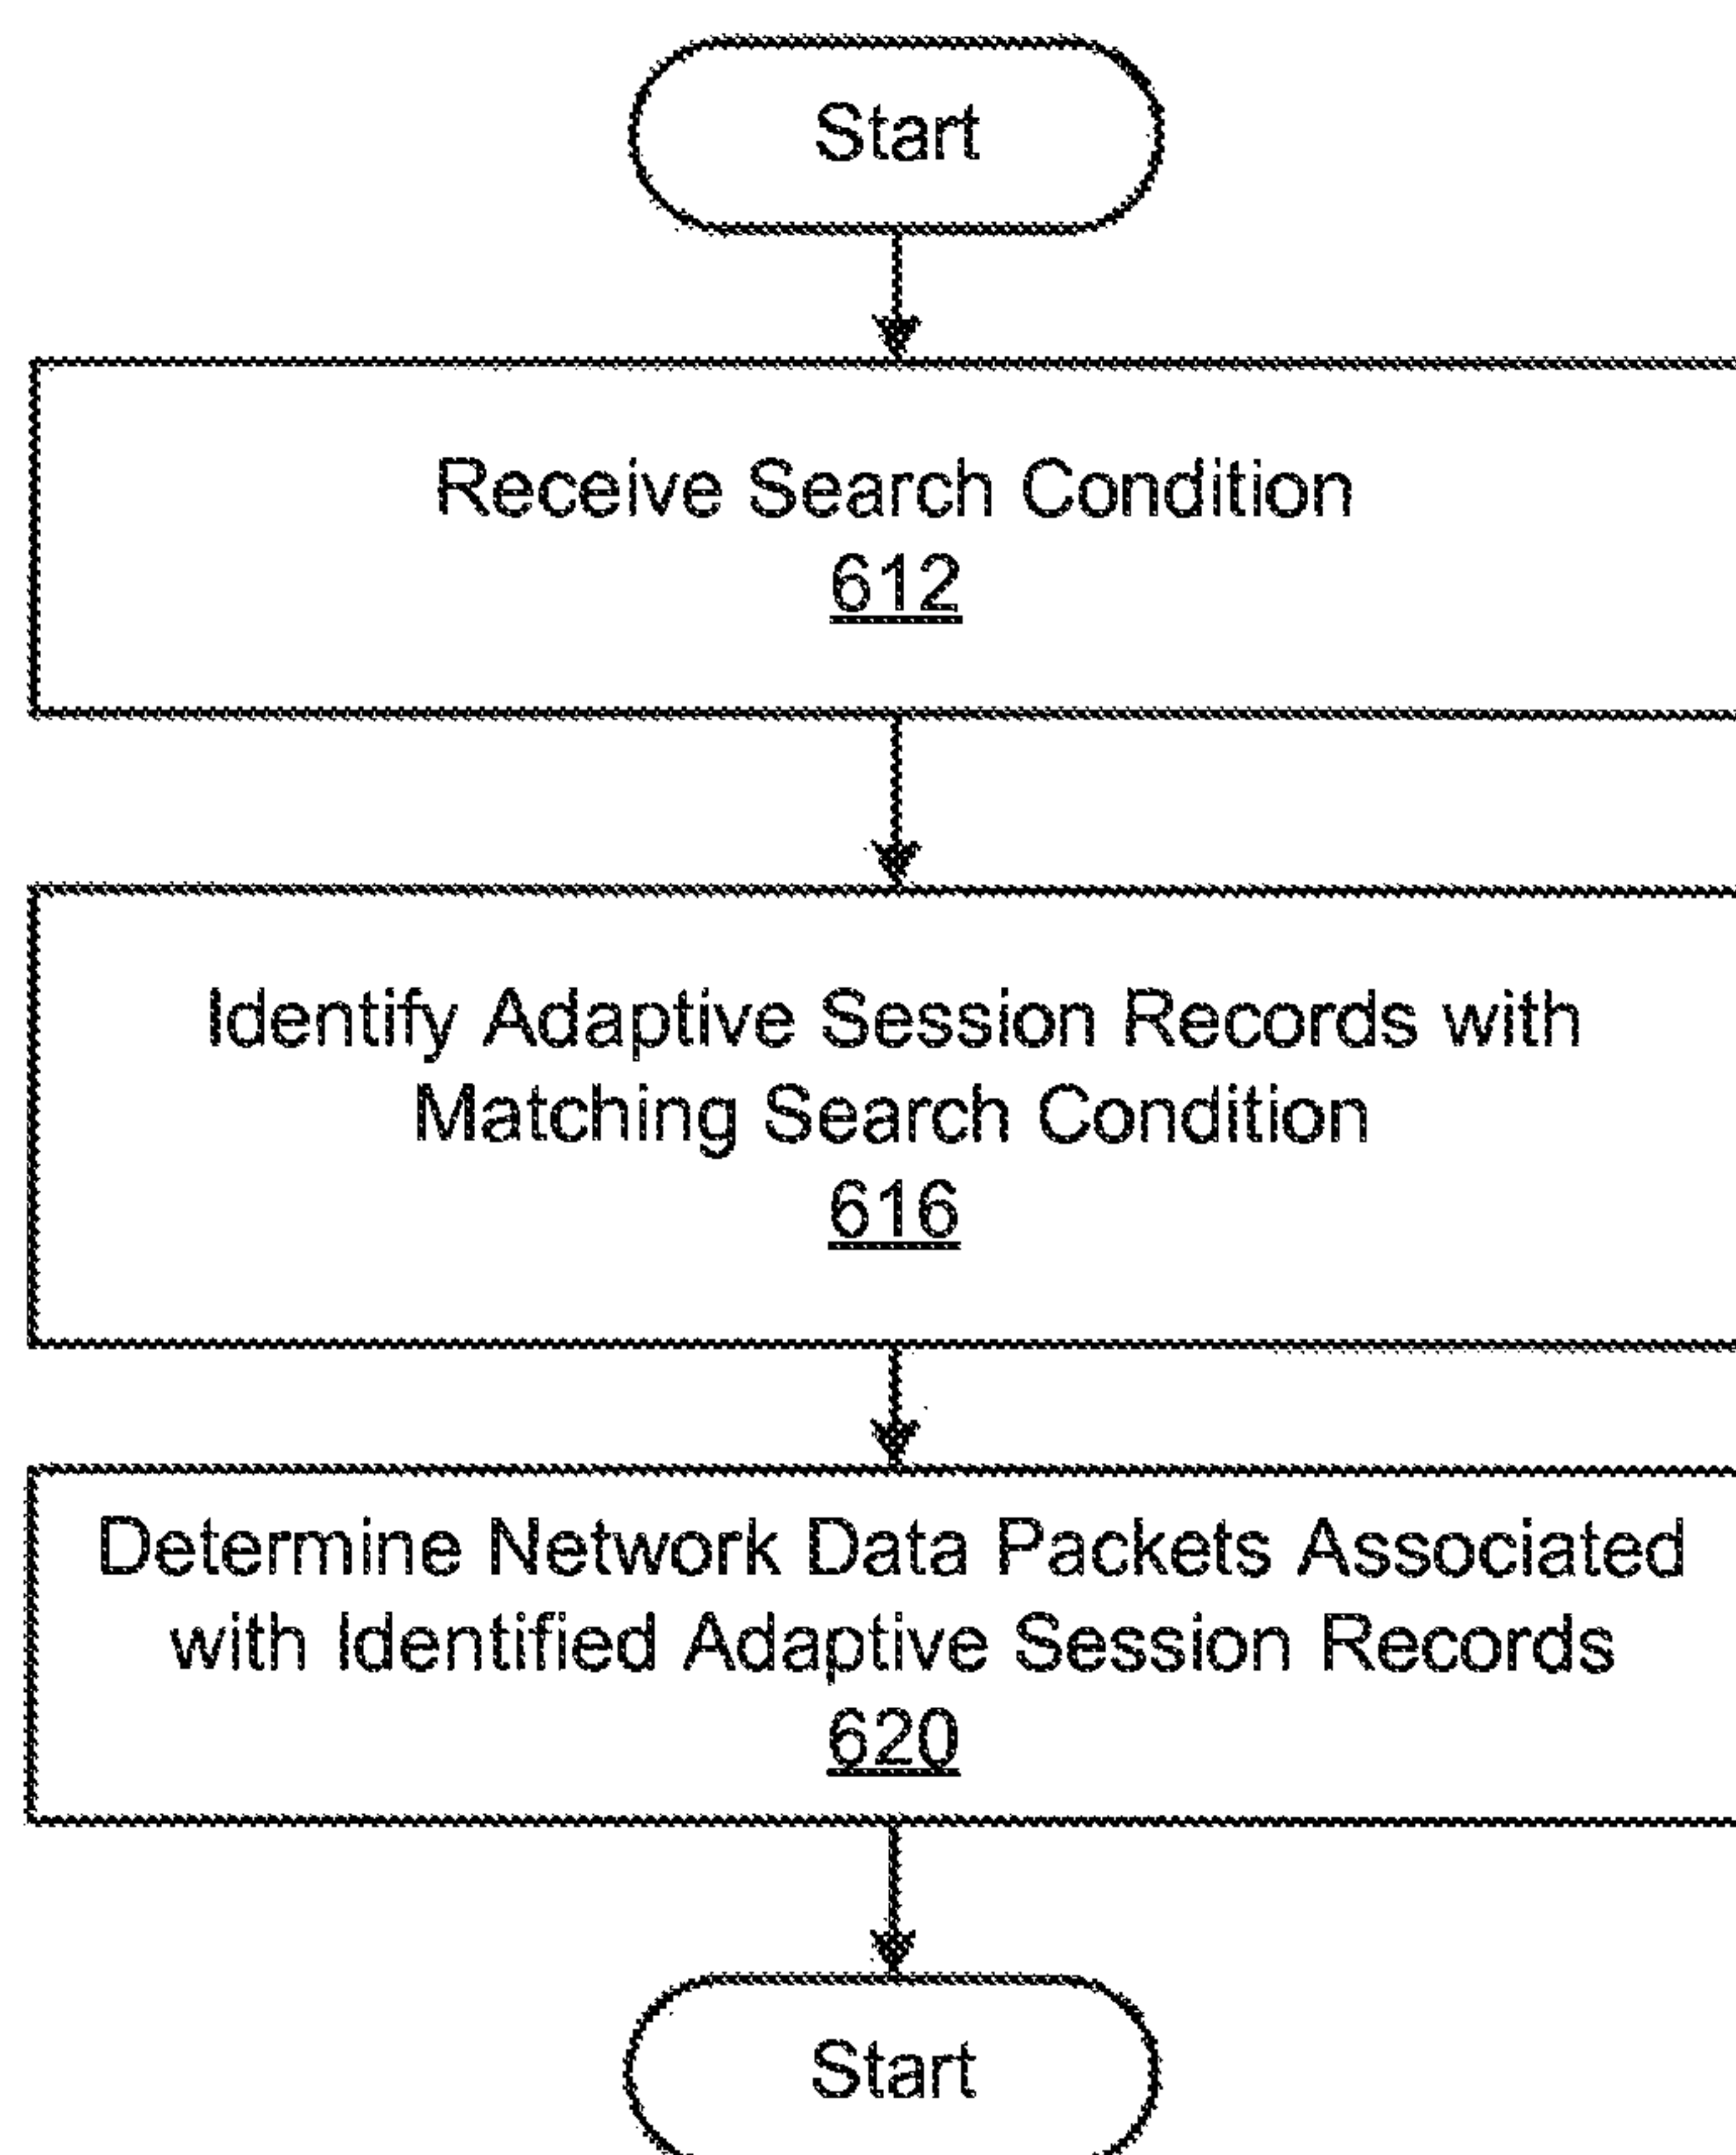 Start
Receive Search Condition
612
Identify Adaptive Session Records with
Matching Search Condition
616
Determine Network Data Packets Associated
with Identified Adaptive Session Records
620
Start